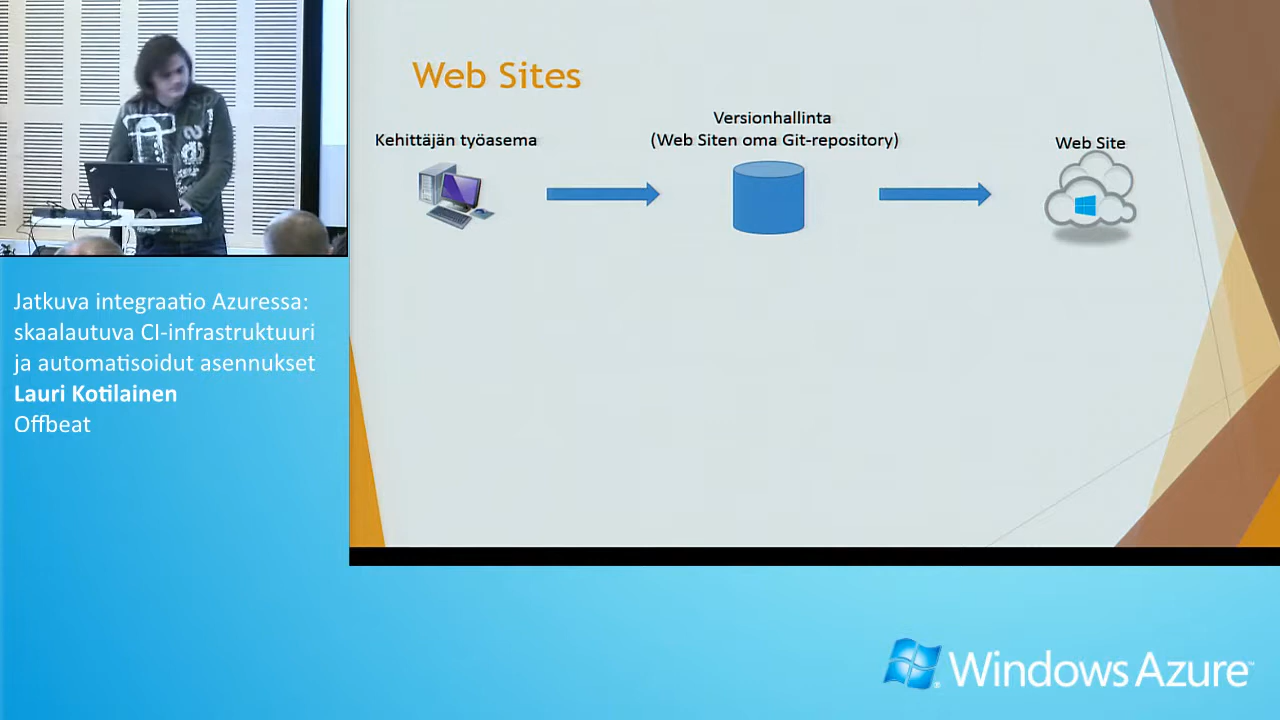 Web Sites
Kehittäjän työasema
Versionhallinta
(Web Siten oma Git-repository)
Web Site
Jatkuva integraatio Azuressa:
skaalautuva CI-infrastruktuuri
ja automatisoidut asennukset
Lauri Kotilainen
Offbeat
Windows Azure